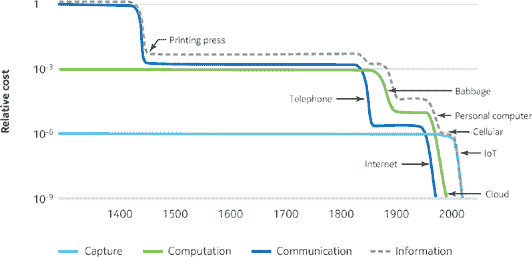 1
Printing press
10-3
Babbage
Telephone
Personal computer
Relative cost
10-6
Cellular
IoT
Internet
Cloud
10-9
1400 1500 1600 1700 1800 1900 2000
Capture Computation Communication Information